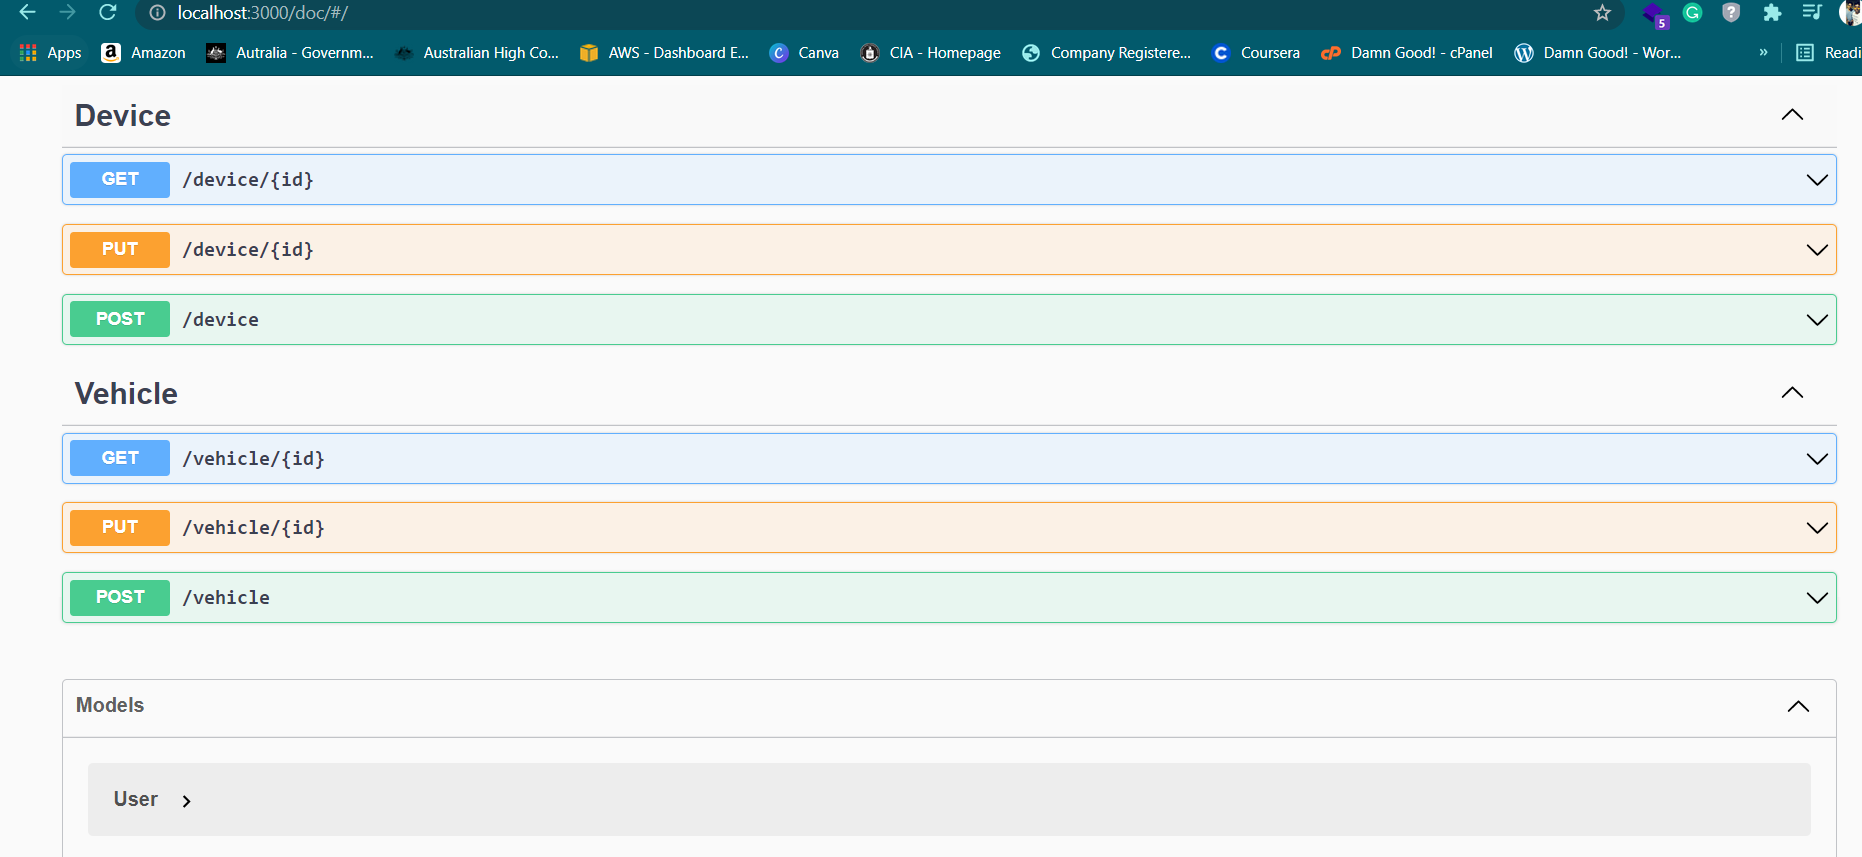 localhost:3000/doc/#/
5
Apps Amazon Autralia - Governm... Australian High Co... AWS - Dashboard E... Canva CIA - Homepage Company Registere... Coursera Damn Good! - cPanel Damn Good! - Wor... » Readi
Device
GET /device/{id}
PUT /device/{id}
POST /device
Vehicle
GET /vehicle/{id}
PUT /vehicle/{id}
POST /vehicle
Models
User